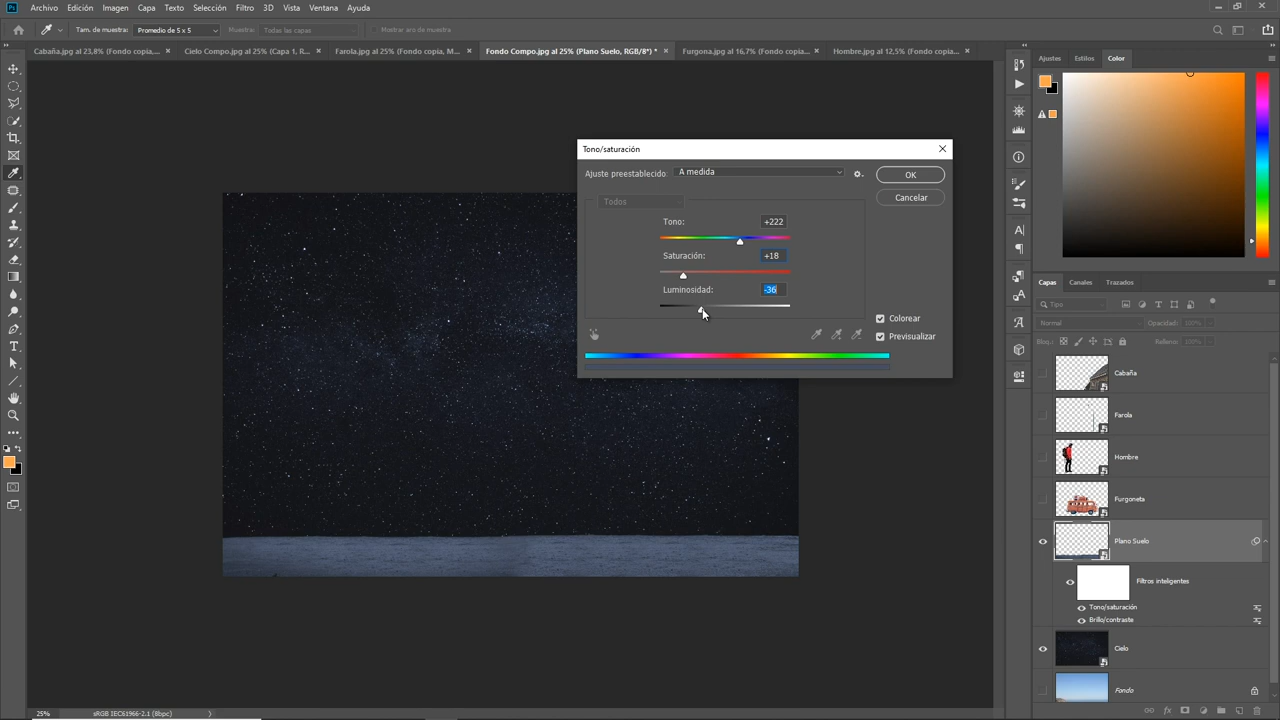 Ps Archivo Edición Imagen Capa Texto Selección Filtro 3D Vista Ventana Ayuda
Tam. de muestra: Promedio de 5 x 5 Muestra: Todas las capas Mostrar aro de muestra
Cabaña.jpg al 23,8% (Fondo copia,... × Cielo Compo.jpg al 25% (Capa 1, R... × Farola.jpg al 25% (Fondo copia, M... × Fondo Compo.jpg al 25% (Plano Suelo, RGB/8*) * × Furgona.jpg al 16,7% (Fondo copia... × Hombre.jpg al 12,5% (Fondo copia... ×
Ajustes Estilos Color
Tono/saturación
Ajuste preestablecido: A medida
OK
Todos
Cancelar
Tono: +222
Saturación: +18
Luminosidad: -36
Colorear
Previsualizar
Capas Canales Trazados
Tipo
Normal Opacidad: 100%
Bloq.: Relleno: 100%
Cabaña
Farola
Hombre
Furgoneta
Plano Suelo
Filtros inteligentes
Tono/saturación
Brillo/contraste
Cielo
Fondo
25% sRGB IEC61966-2.1 (8bpc)